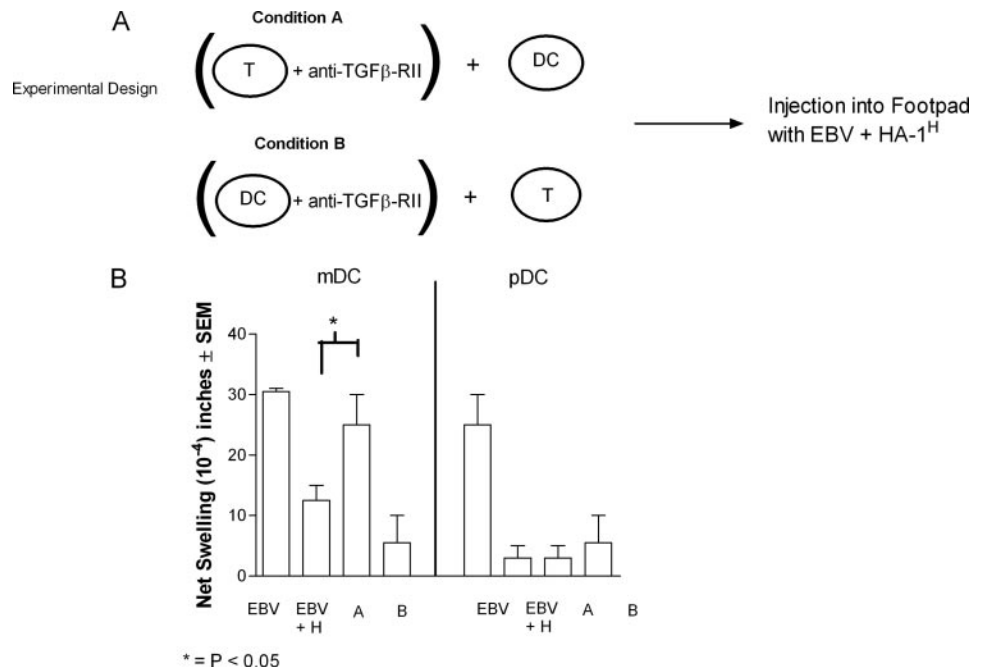 A
Condition A
Experimental Design
( T + anti-TGFβ-RII ) + DC
Condition B
( DC + anti-TGFβ-RII ) + T
Injection into Footpad
with EBV + HA-1ᴴ
B
mDC
pDC
*
Net Swelling (10⁻⁴) inches ± SEM
40
30
20
10
0
EBV
EBV
+ H
A
B
EBV
EBV
+ H
A
B
* = P < 0.05